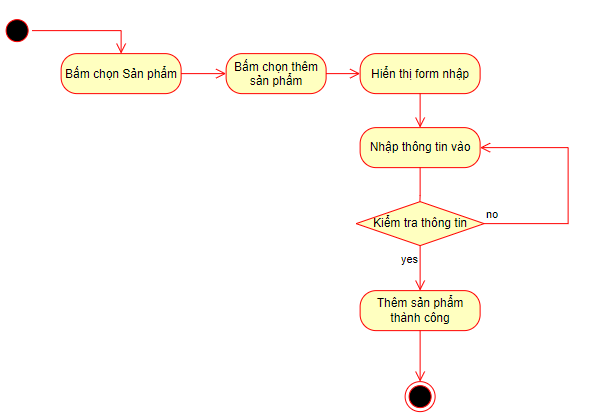 Bấm chọn Sản phẩm
Bấm chọn thêm
sản phẩm
Hiển thị form nhập
Nhập thông tin vào
Kiểm tra thông tin
no
yes
Thêm sản phẩm
thành công